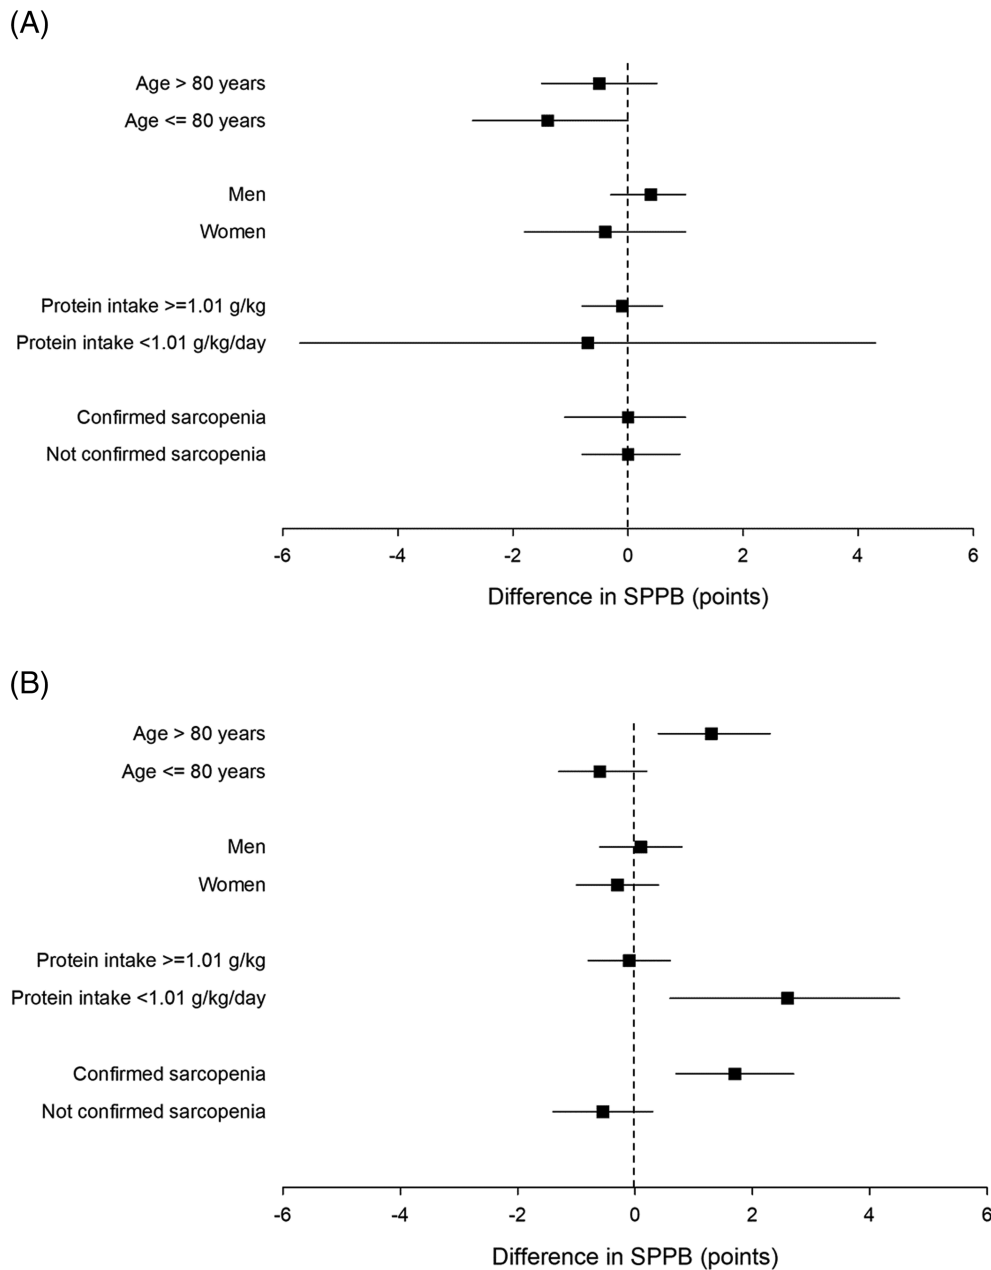 (A)
Age > 80 years
Age <= 80 years
Men
Women
Protein intake >=1.01 g/kg
Protein intake <1.01 g/kg/day
Confirmed sarcopenia
Not confirmed sarcopenia
-6 -4 -2 0 2 4 6
Difference in SPPB (points)
(B)
Age > 80 years
Age <= 80 years
Men
Women
Protein intake >=1.01 g/kg
Protein intake <1.01 g/kg/day
Confirmed sarcopenia
Not confirmed sarcopenia
-6 -4 -2 0 2 4 6
Difference in SPPB (points)